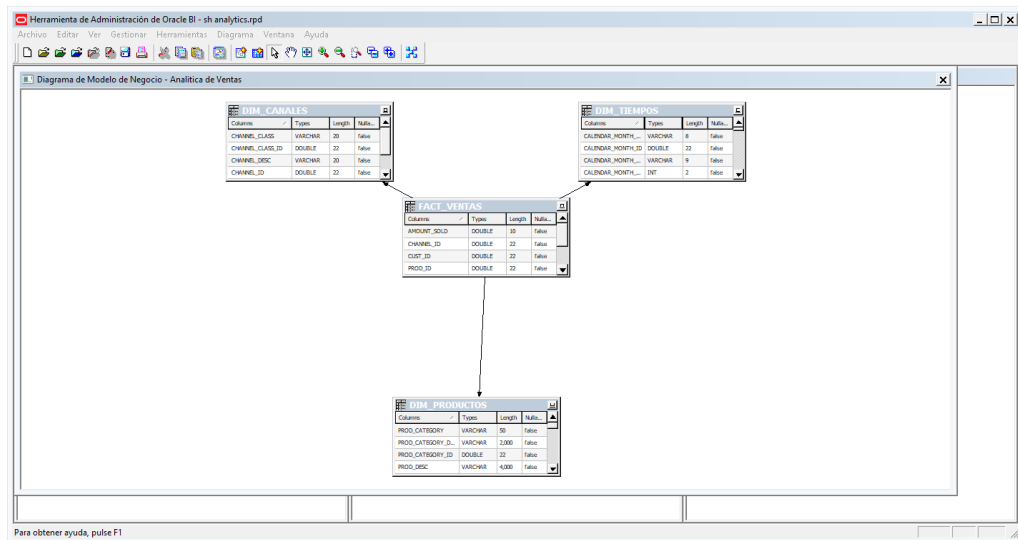 Herramienta de Administración de Oracle BI - sh analytics.rpd
Archivo Editar Ver Gestionar Herramientas Diagrama Ventana Ayuda
Diagrama de Modelo de Negocio - Analitica de Ventas
DIM_CANALES
Columns Types Length Nulla...
CHANNEL_CLASS VARCHAR 20 false
CHANNEL_CLASS_ID DOUBLE 22 false
CHANNEL_DESC VARCHAR 20 false
CHANNEL_ID DOUBLE 22 false
DIM_TIEMPOS
Columns Types Length Nulla...
CALENDAR_MONTH_... VARCHAR 8 false
CALENDAR_MONTH_ID DOUBLE 22 false
CALENDAR_MONTH_... VARCHAR 9 false
CALENDAR_MONTH_... INT 2 false
FACT_VENTAS
Columns Types Length Nulla...
AMOUNT_SOLD DOUBLE 10 false
CHANNEL_ID DOUBLE 22 false
CUST_ID DOUBLE 22 false
PROD_ID DOUBLE 22 false
DIM_PRODUCTOS
Columns Types Length Nulla...
PROD_CATEGORY VARCHAR 50 false
PROD_CATEGORY_D... VARCHAR 2,000 false
PROD_CATEGORY_ID DOUBLE 22 false
PROD_DESC VARCHAR 4,000 false
Para obtener ayuda, pulse F1